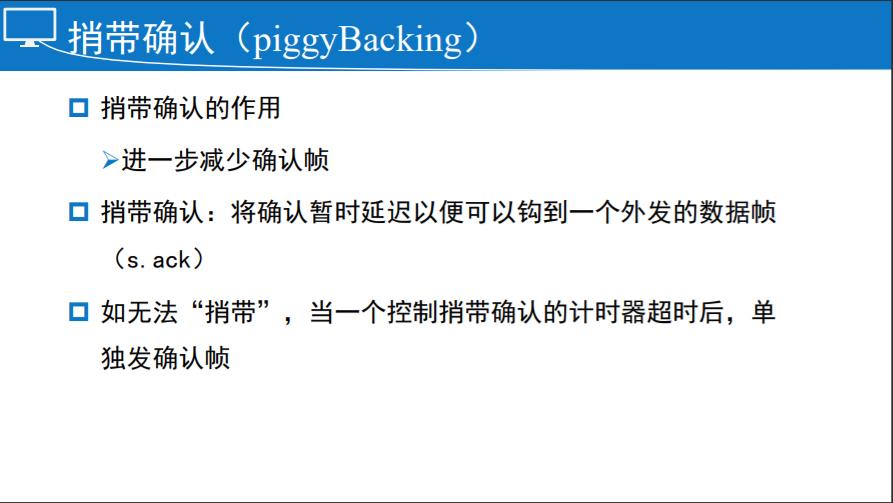 捎带确认（piggyBacking）
捎带确认的作用
进一步减少确认帧
捎带确认：将确认暂时延迟以便可以钩到一个外发的数据帧
（s.ack）
如无法“捎带”，当一个控制捎带确认的计时器超时后，单
独发确认帧